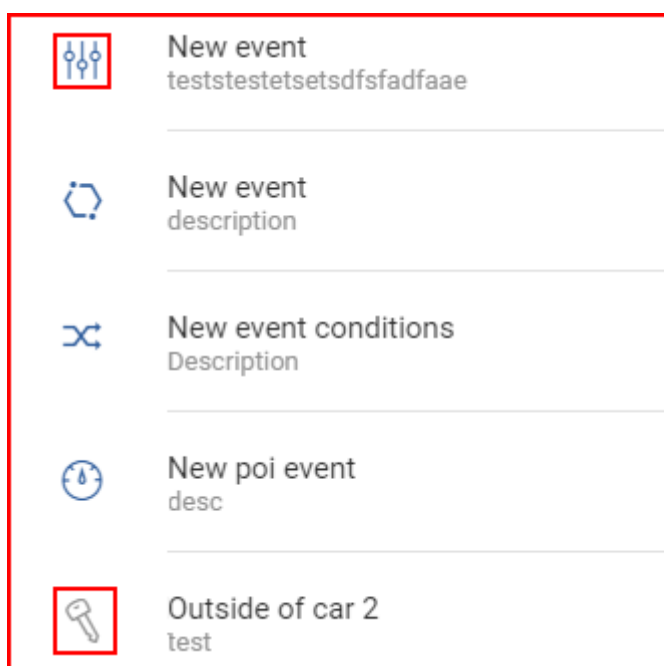 New event
teststestetsetsdfsfadfaae
New event
description
New event conditions
Description
New poi event
desc
Outside of car 2
test